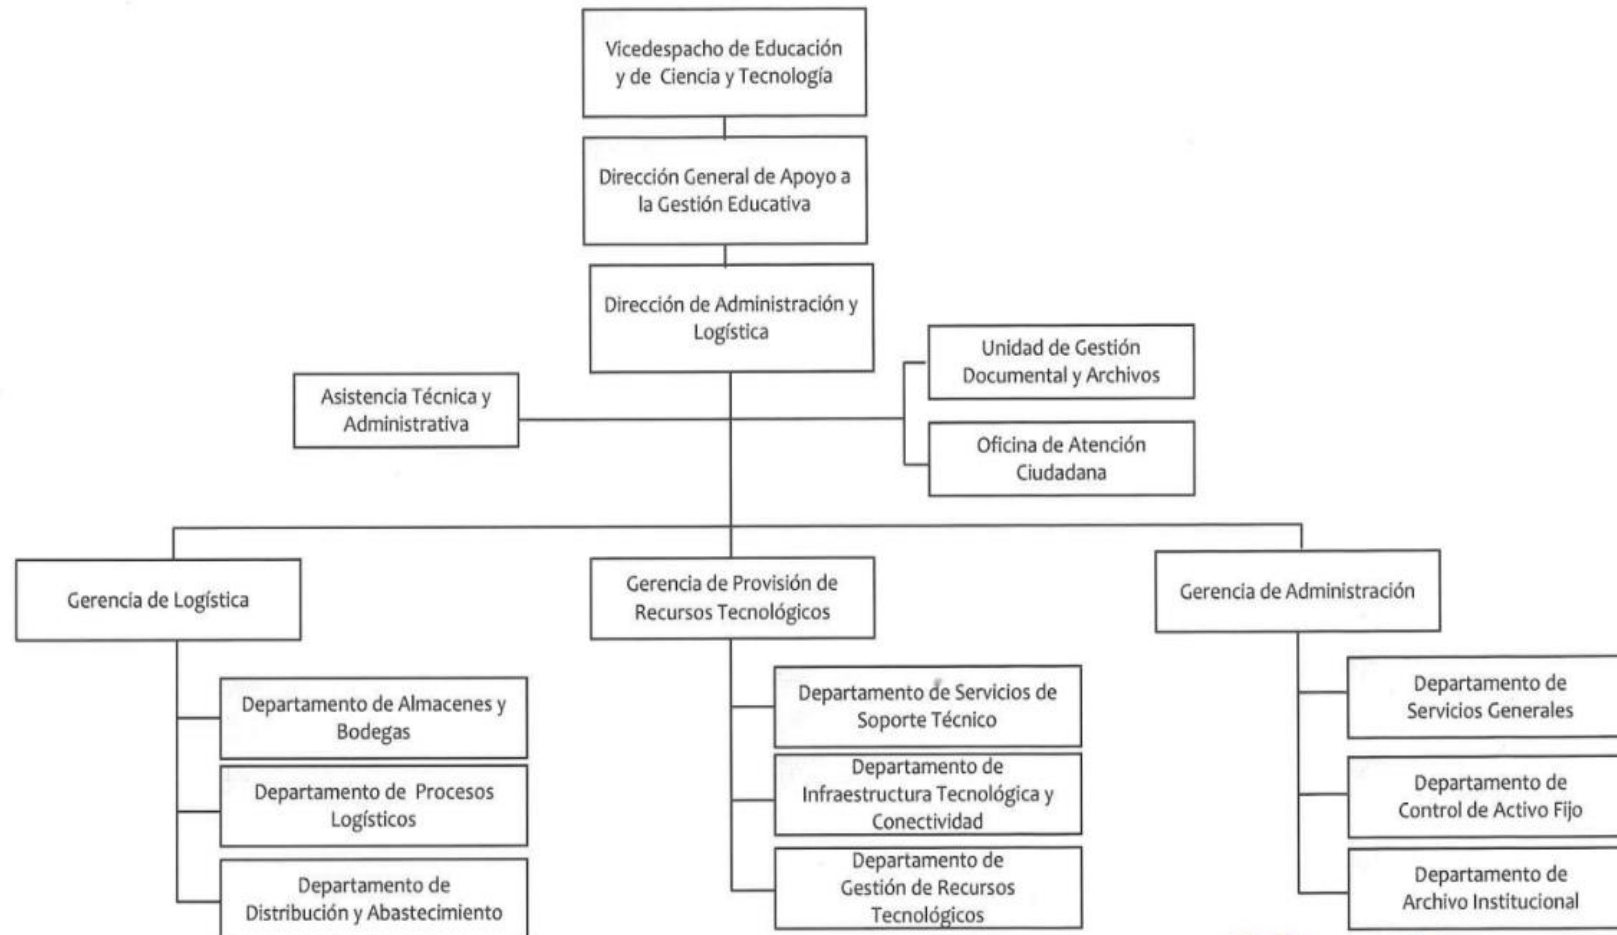 Vicedespacho de Educación
y de Ciencia y Tecnología
Dirección General de Apoyo a
la Gestión Educativa
Dirección de Administración y
Logística
Asistencia Técnica y
Administrativa
Unidad de Gestión
Documental y Archivos
Oficina de Atención
Ciudadana
Gerencia de Logística
Departamento de Almacenes y
Bodegas
Departamento de Procesos
Logísticos
Departamento de
Distribución y Abastecimiento
Gerencia de Provisión de
Recursos Tecnológicos
Departamento de Servicios de
Soporte Técnico
Departamento de
Infraestructura Tecnológica y
Conectividad
Departamento de
Gestión de Recursos
Tecnológicos
Gerencia de Administración
Departamento de
Servicios Generales
Departamento de
Control de Activo Fijo
Departamento de
Archivo Institucional